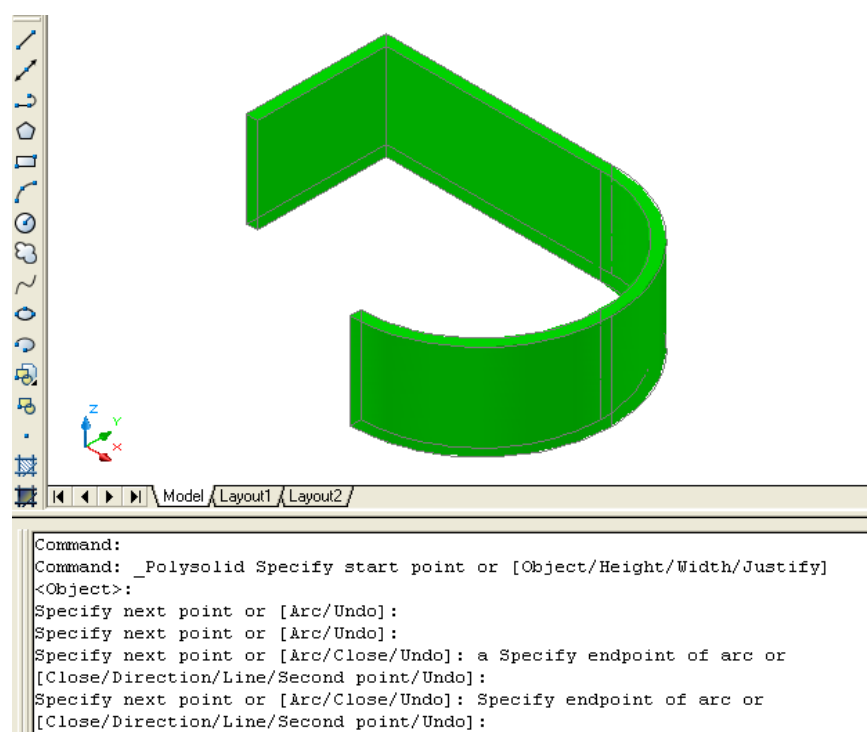 Z
Y
X
Model Layout1 Layout2
Command:
Command: _Polysolid Specify start point or [Object/Height/Width/Justify]
<Object>:
Specify next point or [Arc/Undo]:
Specify next point or [Arc/Undo]:
Specify next point or [Arc/Close/Undo]: a Specify endpoint of arc or
[Close/Direction/Line/Second point/Undo]:
Specify next point or [Arc/Close/Undo]: Specify endpoint of arc or
[Close/Direction/Line/Second point/Undo]: